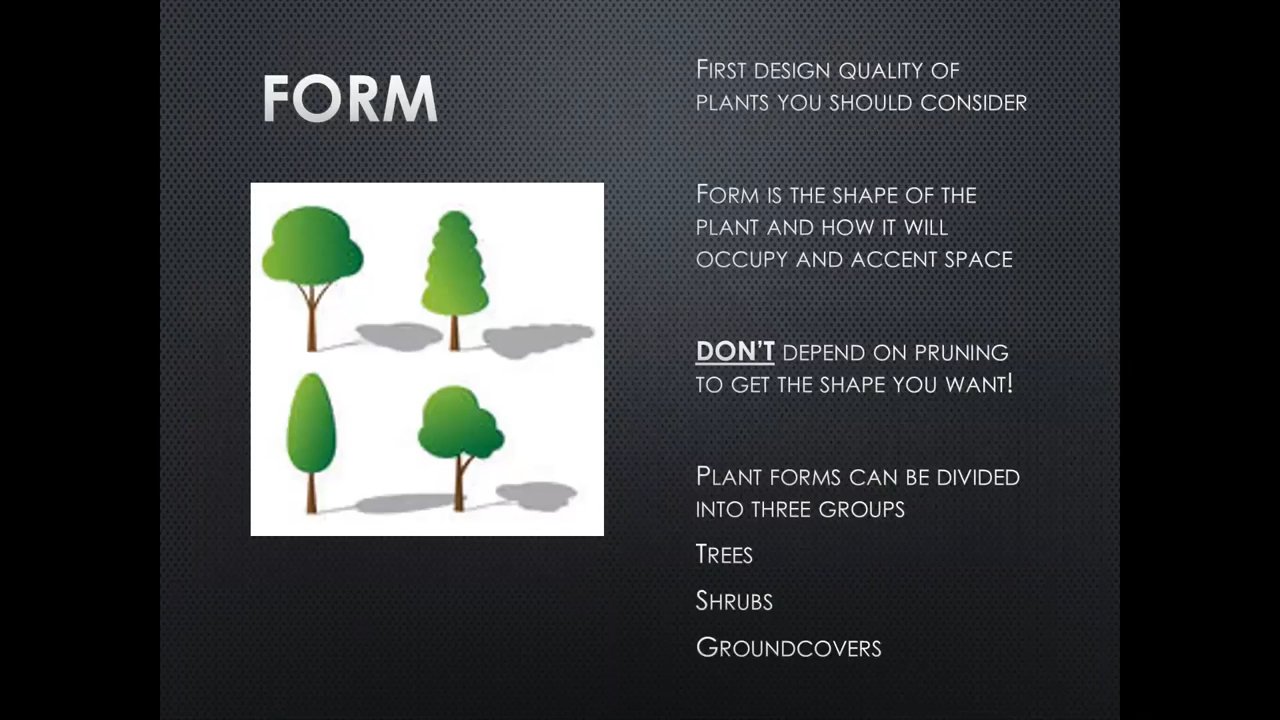 FORM
FIRST DESIGN QUALITY OF
PLANTS YOU SHOULD CONSIDER
FORM IS THE SHAPE OF THE
PLANT AND HOW IT WILL
OCCUPY AND ACCENT SPACE
DON'T DEPEND ON PRUNING
TO GET THE SHAPE YOU WANT!
PLANT FORMS CAN BE DIVIDED
INTO THREE GROUPS
TREES
SHRUBS
GROUNDCOVERS